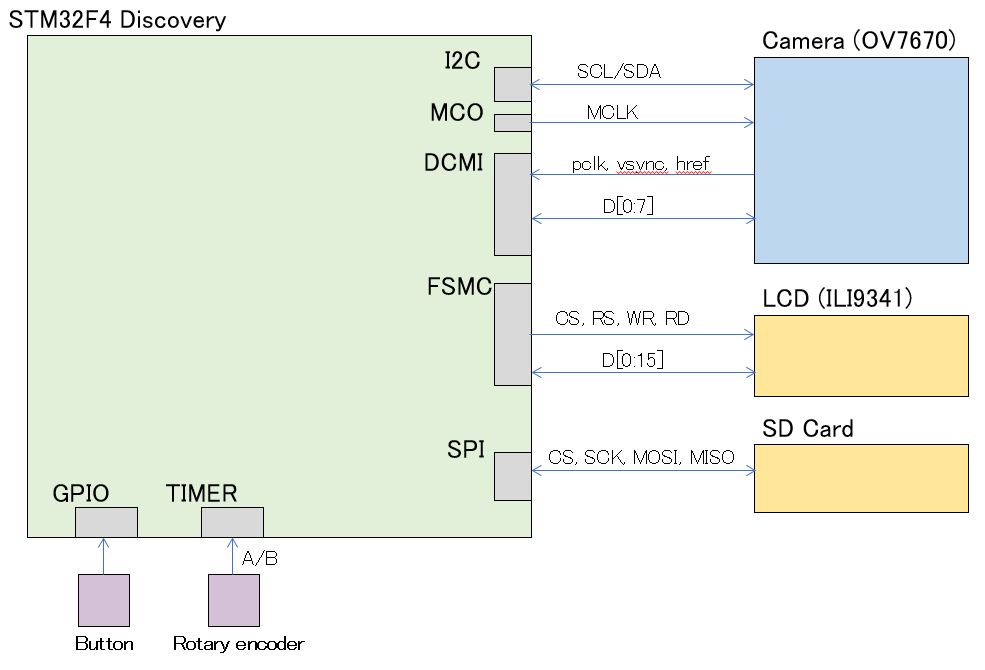 STM32F4 Discovery
Camera (OV7670)
I2C
SCL/SDA
MCO
MCLK
DCMI
pclk, vsync, href
D[0:7]
FSMC
LCD (ILI9341)
CS, RS, WR, RD
D[0:15]
SD Card
SPI
CS, SCK, MOSI, MISO
GPIO
TIMER
A/B
Button
Rotary encoder